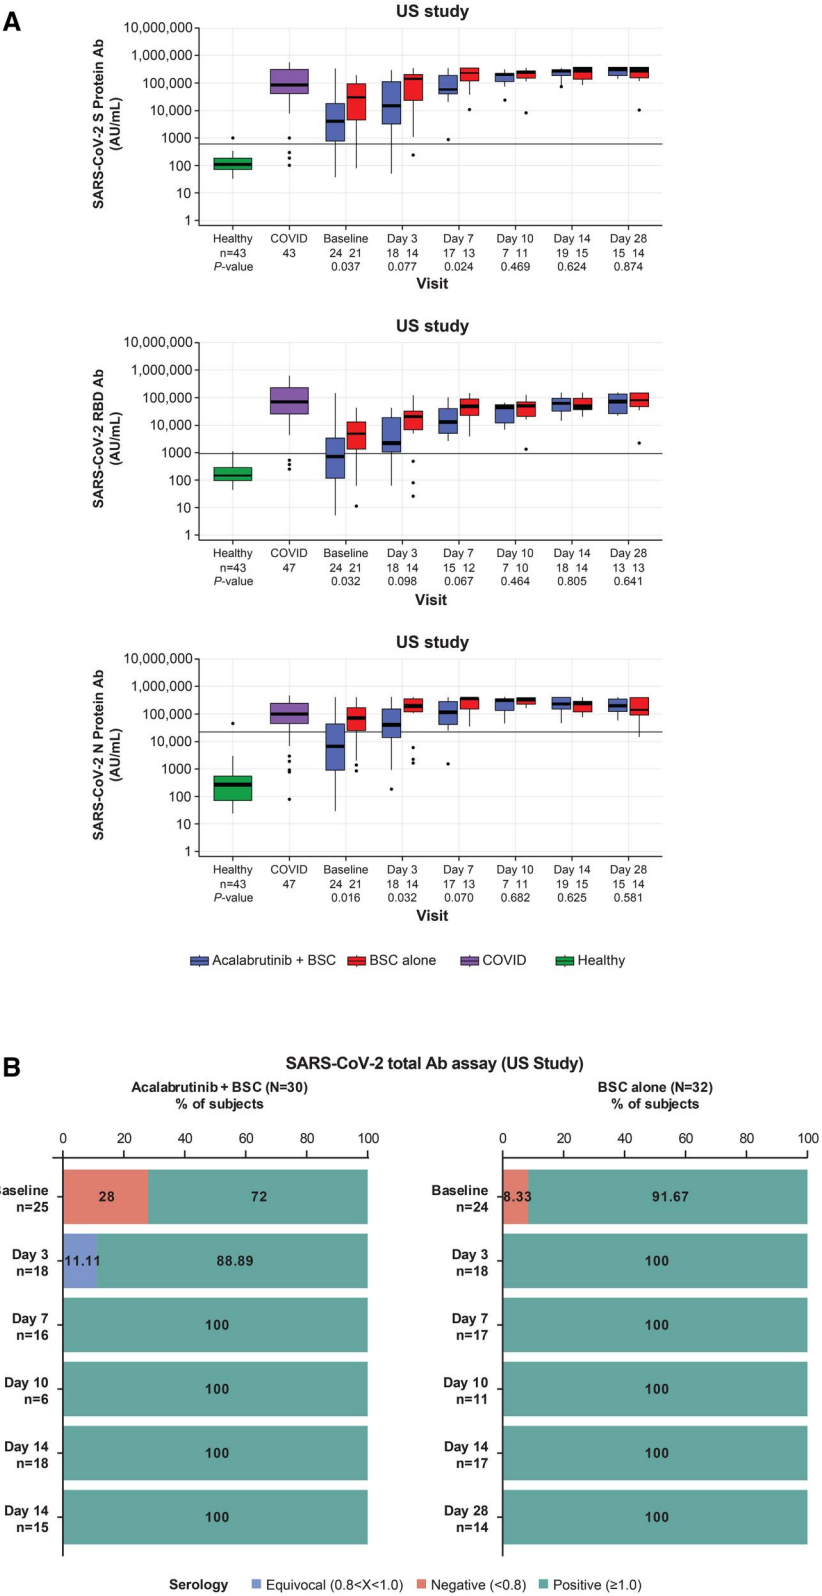 A
US study
SARS-CoV-2 S Protein Ab
(AU/mL)
10,000,000
1,000,000
100,000
10,000
1000
100
10
1
Healthy COVID Baseline Day 3 Day 7 Day 10 Day 14 Day 28
n=43 43 24 21 18 14 17 13 7 11 19 15 15 14
P-value 0.037 0.077 0.024 0.469 0.624 0.874
Visit
US study
SARS-CoV-2 RBD Ab
(AU/mL)
10,000,000
1,000,000
100,000
10,000
1000
100
10
1
Healthy COVID Baseline Day 3 Day 7 Day 10 Day 14 Day 28
n=43 47 24 21 18 14 15 12 7 10 18 14 13 13
P-value 0.032 0.098 0.067 0.464 0.805 0.641
Visit
US study
SARS-CoV-2 N Protein Ab
(AU/mL)
10,000,000
1,000,000
100,000
10,000
1000
100
10
1
Healthy COVID Baseline Day 3 Day 7 Day 10 Day 14 Day 28
n=43 47 24 21 18 14 17 13 7 11 19 15 15 14
P-value 0.016 0.032 0.070 0.682 0.625 0.581
Visit
Acalabrutinib + BSC BSC alone COVID Healthy
B
SARS-CoV-2 total Ab assay (US Study)
Acalabrutinib + BSC (N=30)
% of subjects
0 20 40 60 80 100
aseline
n=25
28 72
Day 3
n=18
11.11 88.89
Day 7
n=16
100
Day 10
n=6
100
Day 14
n=18
100
Day 14
n=15
100
BSC alone (N=32)
% of subjects
0 20 40 60 80 100
Baseline
n=24
8.33 91.67
Day 3
n=18
100
Day 7
n=17
100
Day 10
n=11
100
Day 14
n=17
100
Day 28
n=14
100
Serology Equivocal (0.8<X<1.0) Negative (<0.8) Positive (≥1.0)